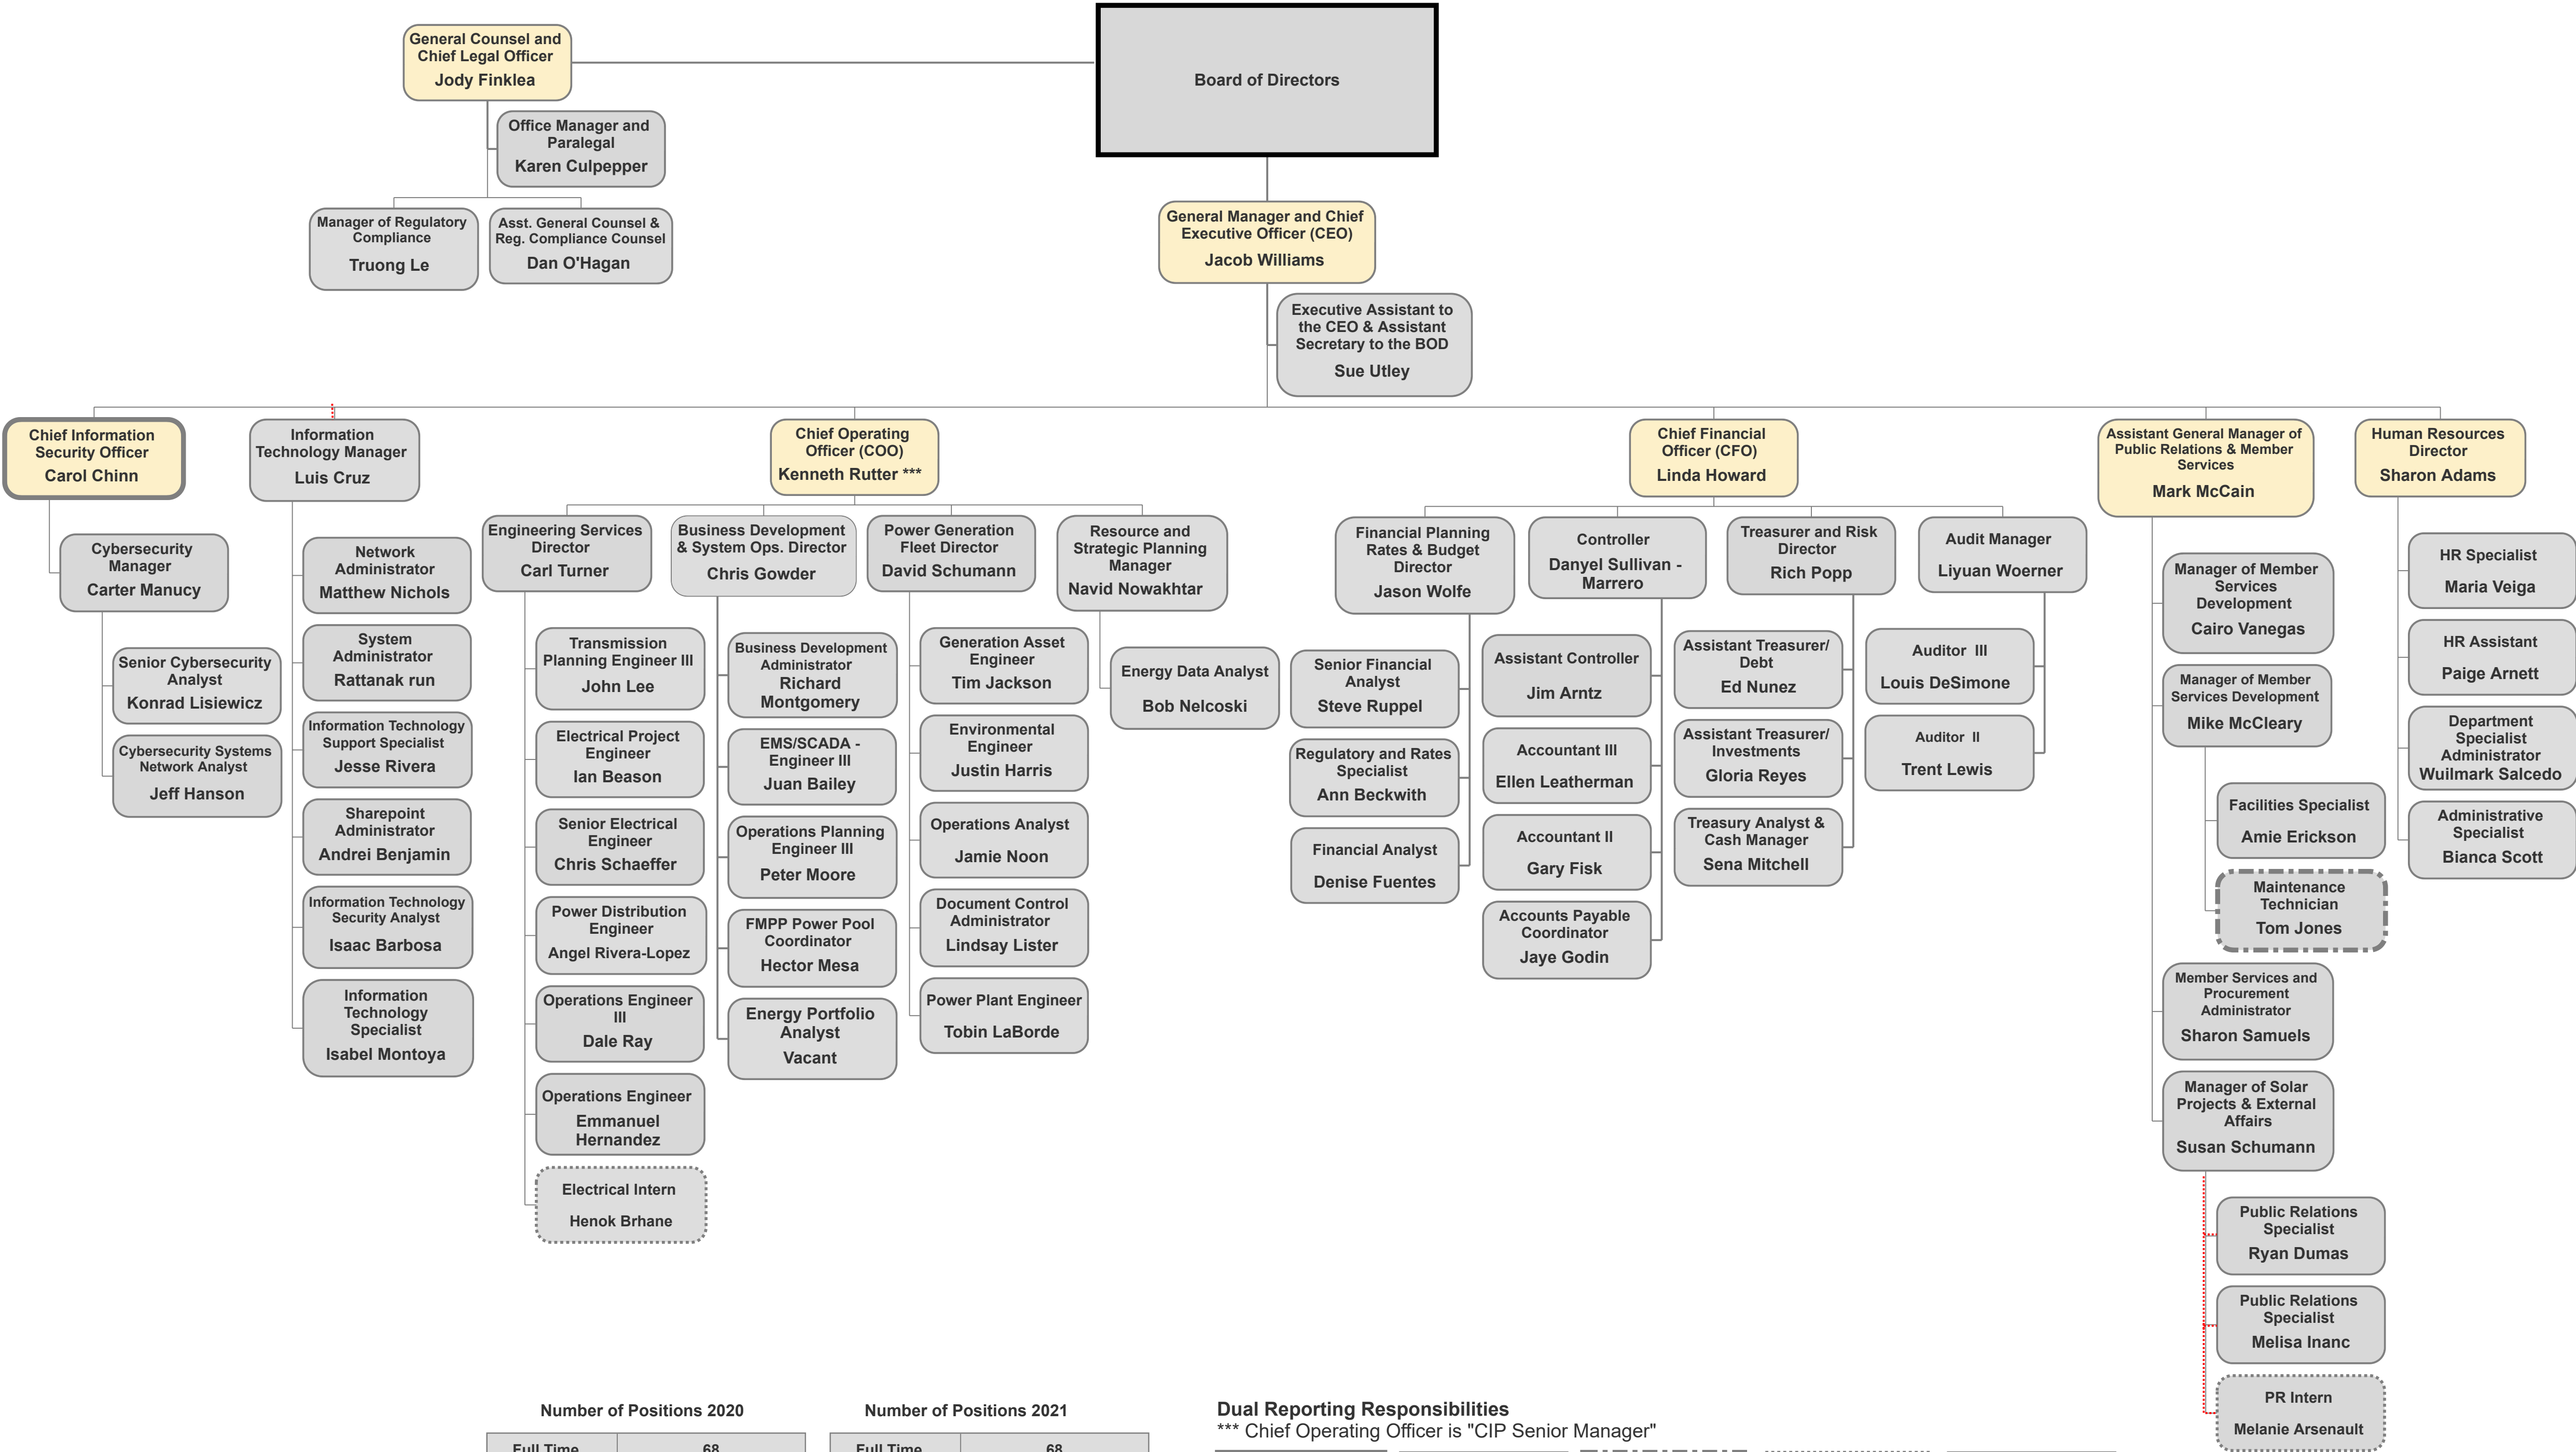 General Counsel and
Chief Legal Officer
Jody Finklea
Board of Directors
Office Manager and
Paralegal
Karen Culpepper
Manager of Regulatory
Compliance
Truong Le
Asst. General Counsel &
Reg. Compliance Counsel
Dan O'Hagan
General Manager and Chief
Executive Officer (CEO)
Jacob Williams
Executive Assistant to
the CEO & Assistant
Secretary to the BOD
Sue Utley
Chief Information
Security Officer
Carol Chinn
Information
Technology Manager
Luis Cruz
Chief Operating
Officer (COO)
Kenneth Rutter ***
Chief Financial
Officer (CFO)
Linda Howard
Assistant General Manager of
Public Relations & Member
Services
Mark McCain
Human Resources
Director
Sharon Adams
Cybersecurity
Manager
Carter Manucy
Senior Cybersecurity
Analyst
Konrad Lisiewicz
Cybersecurity Systems
Network Analyst
Jeff Hanson
Network
Administrator
Matthew Nichols
System
Administrator
Rattanak run
Information Technology
Support Specialist
Jesse Rivera
Sharepoint
Administrator
Andrei Benjamin
Information Technology
Security Analyst
Isaac Barbosa
Information
Technology
Specialist
Isabel Montoya
Engineering Services
Director
Carl Turner
Transmission
Planning Engineer III
John Lee
Electrical Project
Engineer
Ian Beason
Senior Electrical
Engineer
Chris Schaeffer
Power Distribution
Engineer
Angel Rivera-Lopez
Operations Engineer
III
Dale Ray
Operations Engineer
Emmanuel
Hernandez
Electrical Intern
Henok Brhane
Business Development
& System Ops. Director
Chris Gowder
Business Development
Administrator
Richard
Montgomery
EMS/SCADA -
Engineer III
Juan Bailey
Operations Planning
Engineer III
Peter Moore
FMPP Power Pool
Coordinator
Hector Mesa
Energy Portfolio
Analyst
Vacant
Power Generation
Fleet Director
David Schumann
Generation Asset
Engineer
Tim Jackson
Environmental
Engineer
Justin Harris
Operations Analyst
Jamie Noon
Document Control
Administrator
Lindsay Lister
Power Plant Engineer
Tobin LaBorde
Resource and
Strategic Planning
Manager
Navid Nowakhtar
Energy Data Analyst
Bob Nelcoski
Financial Planning
Rates & Budget
Director
Jason Wolfe
Senior Financial
Analyst
Steve Ruppel
Regulatory and Rates
Specialist
Ann Beckwith
Financial Analyst
Denise Fuentes
Controller
Danyel Sullivan -
Marrero
Assistant Controller
Jim Arntz
Accountant III
Ellen Leatherman
Accountant II
Gary Fisk
Accounts Payable
Coordinator
Jaye Godin
Treasurer and Risk
Director
Rich Popp
Assistant Treasurer/
Debt
Ed Nunez
Assistant Treasurer/
Investments
Gloria Reyes
Treasury Analyst &
Cash Manager
Sena Mitchell
Audit Manager
Liyuan Woerner
Auditor III
Louis DeSimone
Auditor II
Trent Lewis
Manager of Member
Services
Development
Cairo Vanegas
Manager of Member
Services Development
Mike McCleary
Facilities Specialist
Amie Erickson
Maintenance
Technician
Tom Jones
Member Services and
Procurement
Administrator
Sharon Samuels
Manager of Solar
Projects & External
Affairs
Susan Schumann
Public Relations
Specialist
Ryan Dumas
Public Relations
Specialist
Melisa Inanc
PR Intern
Melanie Arsenault
HR Specialist
Maria Veiga
HR Assistant
Paige Arnett
Department
Specialist
Administrator
Wuilmark Salcedo
Administrative
Specialist
Bianca Scott
Number of Positions 2020
Full Time 68
Number of Positions 2021
Full Time 68
Dual Reporting Responsibilities
*** Chief Operating Officer is "CIP Senior Manager"